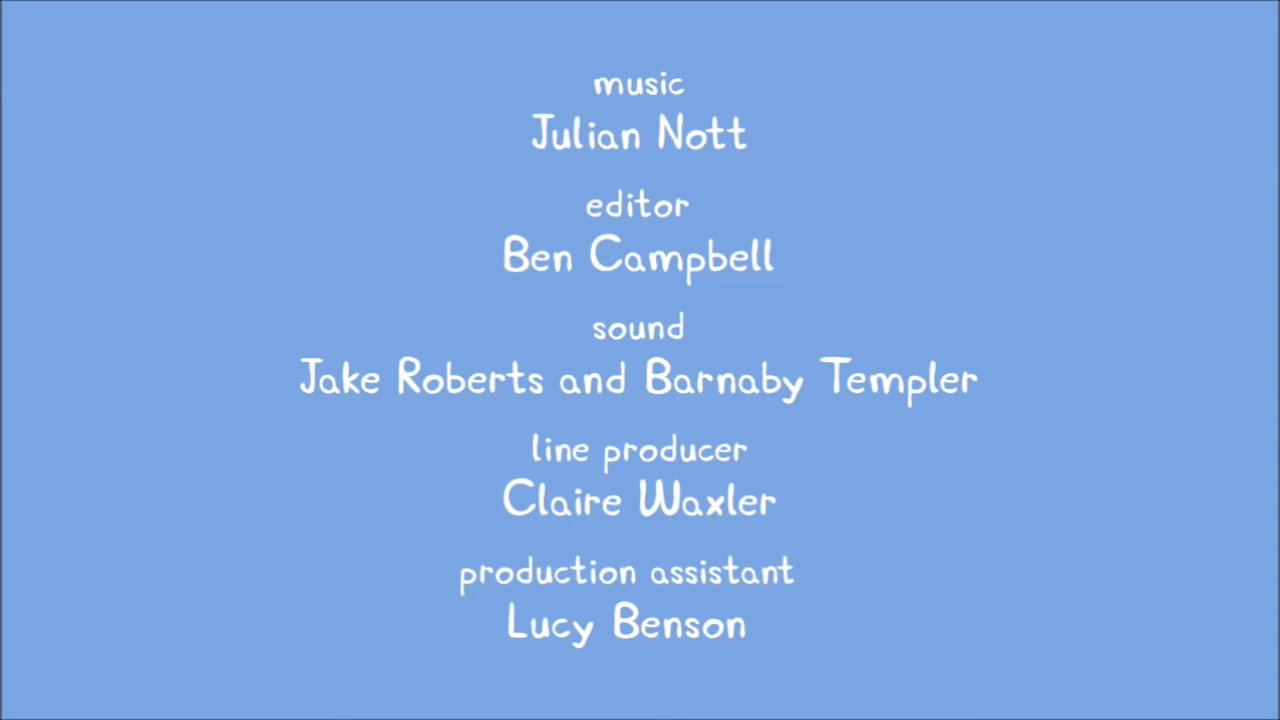 music
Julian Nott
editor
Ben Campbell
sound
Jake Roberts and Barnaby Templer
line producer
Claire Waxler
production assistant
Lucy Benson